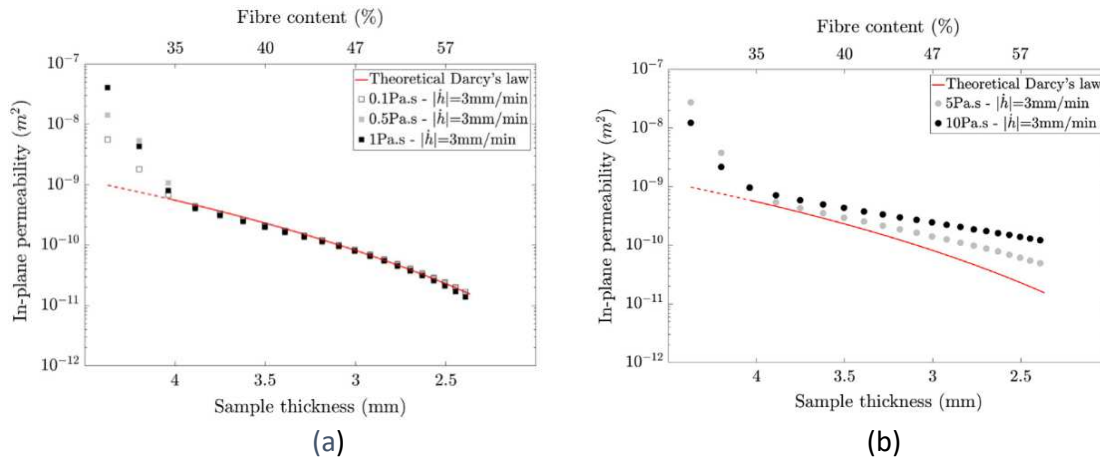 Fibre content (%)
35 40 47 57
10⁻⁷
10⁻⁸
10⁻⁹
10⁻¹⁰
10⁻¹¹
10⁻¹²
In-plane permeability (m²)
Theoretical Darcy's law
0.1Pa.s - |ḣ|=3mm/min
0.5Pa.s - |ḣ|=3mm/min
1Pa.s - |ḣ|=3mm/min
4 3.5 3 2.5
Sample thickness (mm)
(a)
Fibre content (%)
35 40 47 57
10⁻⁷
10⁻⁸
10⁻⁹
10⁻¹⁰
10⁻¹¹
10⁻¹²
In-plane permeability (m²)
Theoretical Darcy's law
5Pa.s - |ḣ|=3mm/min
10Pa.s - |ḣ|=3mm/min
4 3.5 3 2.5
Sample thickness (mm)
(b)